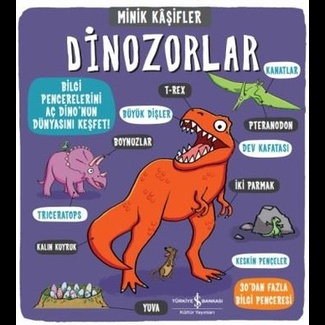 MİNİK KÂŞİFLER
DİNOZORLAR
KANATLAR
BİLGİ
PENCERELERİNİ
AÇ DİNO'NUN
DÜNYASINI KEŞFET!
T-REX
BÜYÜK DİŞLER
PTERANODON
BOYNUZLAR
DEV KAFATASI
İKİ PARMAK
TRICERATOPS
KALIN KUYRUK
KESKİN PENÇELER
YUVA
TÜRKİYE İŞ BANKASI
Kültür Yayınları
30'DAN FAZLA
BİLGİ PENCERESİ